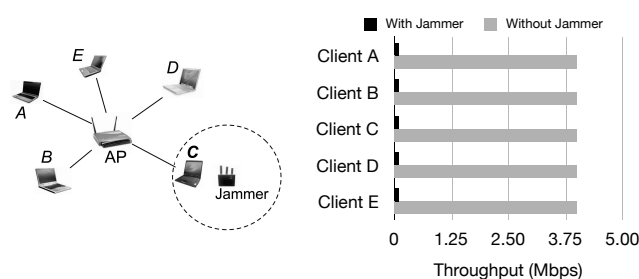 With Jammer
Without Jammer
E
D
A
AP
B
C
Jammer
Client A
Client B
Client C
Client D
Client E
0 1.25 2.50 3.75 5.00
Throughput (Mbps)